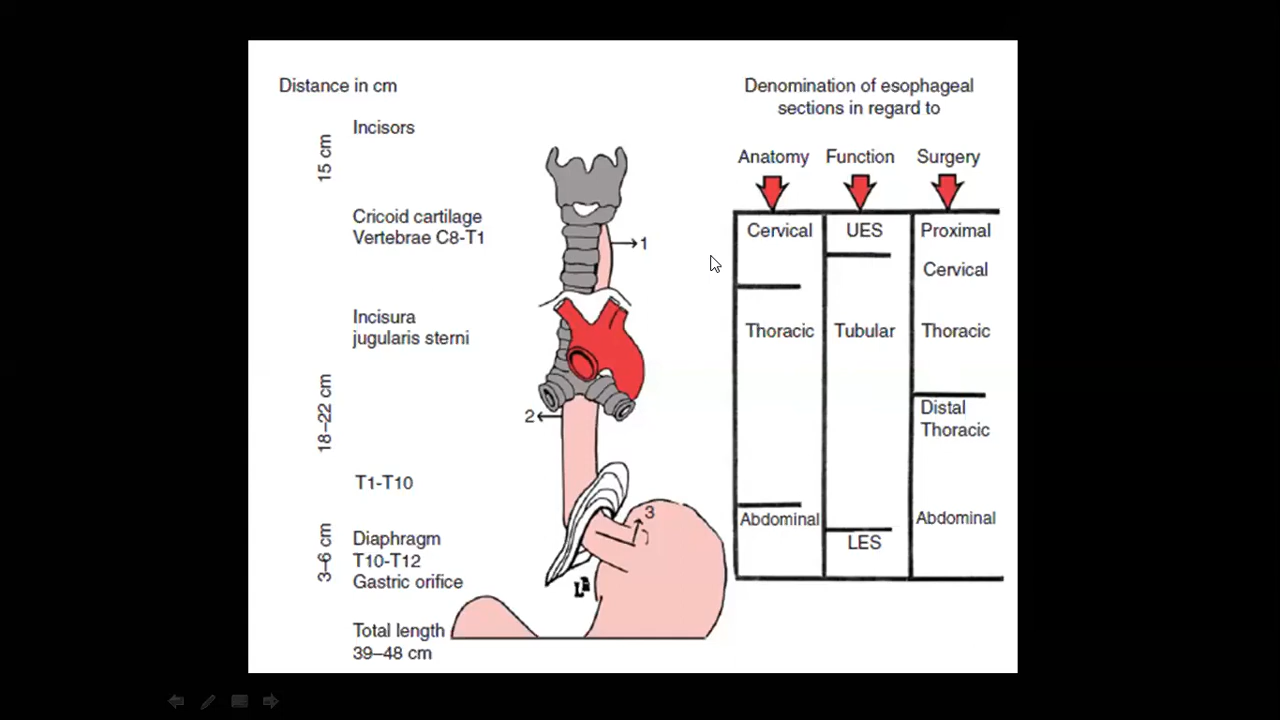 Distance in cm
Incisors
15 cm
Cricoid cartilage
Vertebrae C8-T1
Incisura
jugularis sterni
18–22 cm
T1-T10
3–6 cm
Diaphragm
T10-T12
Gastric orifice
Total length
39–48 cm
1
2
3
Denomination of esophageal
sections in regard to
Anatomy Function Surgery
Cervical UES Proximal
Cervical
Thoracic Tubular Thoracic
Distal
Thoracic
Abdominal LES Abdominal